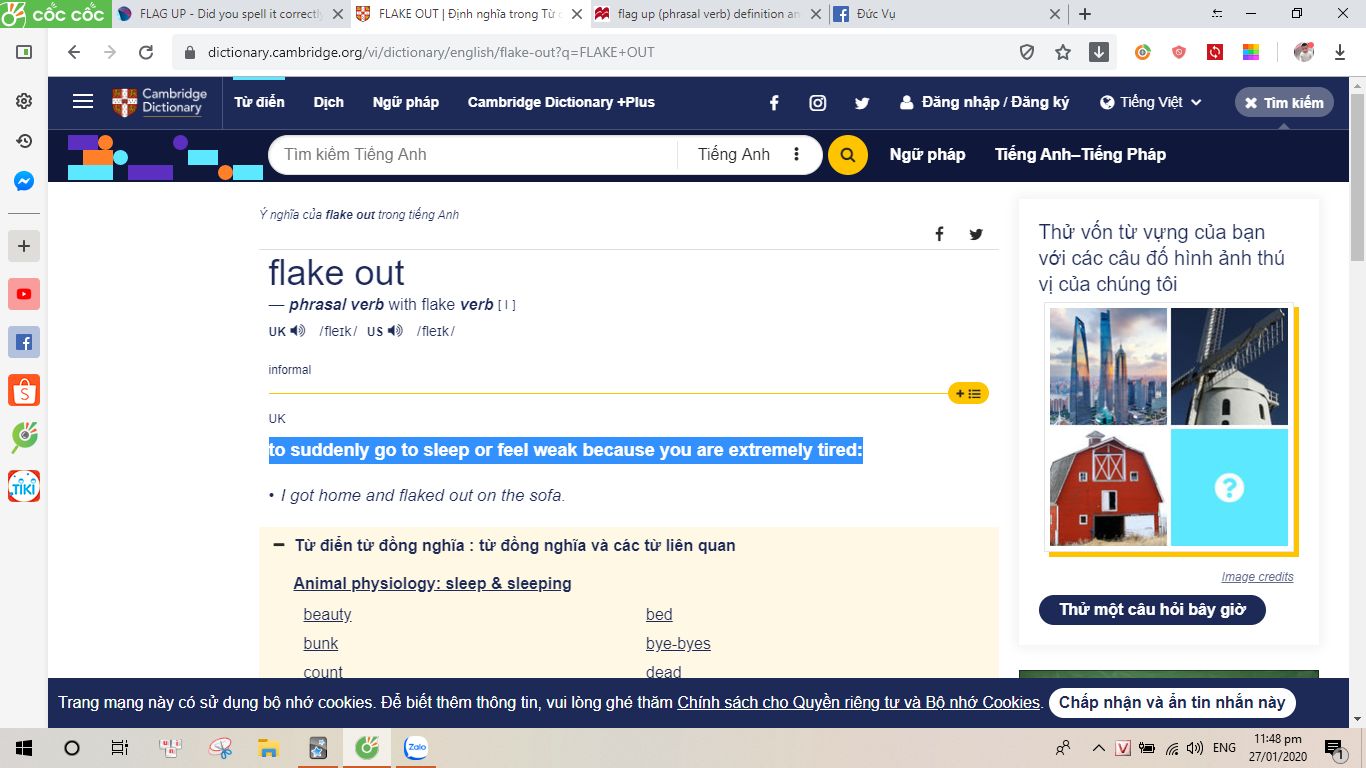 cốc cốc
FLAG UP - Did you spell it correctly
FLAKE OUT | Định nghĩa trong Từ đ
flag up (phrasal verb) definition an
Đức Vụ
dictionary.cambridge.org/vi/dictionary/english/flake-out?q=FLAKE+OUT
Cambridge
Dictionary
Từ điển
Dịch
Ngữ pháp
Cambridge Dictionary +Plus
Đăng nhập / Đăng ký
Tiếng Việt
Tìm kiếm
Tìm kiếm Tiếng Anh
Tiếng Anh
Ngữ pháp
Tiếng Anh–Tiếng Pháp
Ý nghĩa của flake out trong tiếng Anh
flake out
— phrasal verb with flake verb [ I ]
UK /fleɪk/ US /fleɪk/
informal
UK
to suddenly go to sleep or feel weak because you are extremely tired:
• I got home and flaked out on the sofa.
Từ điển từ đồng nghĩa : từ đồng nghĩa và các từ liên quan
Animal physiology: sleep & sleeping
beauty
bed
bunk
bye-byes
count
dead
Thử vốn từ vựng của bạn
với các câu đố hình ảnh thú
vị của chúng tôi
?
Image credits
Thử một câu hỏi bây giờ
Trang mạng này có sử dụng bộ nhớ cookies. Để biết thêm thông tin, vui lòng ghé thăm Chính sách cho Quyền riêng tư và Bộ nhớ Cookies.
Chấp nhận và ẩn tin nhắn này
TIKI
Zalo
V
ENG
11:48 pm
27/01/2020
1